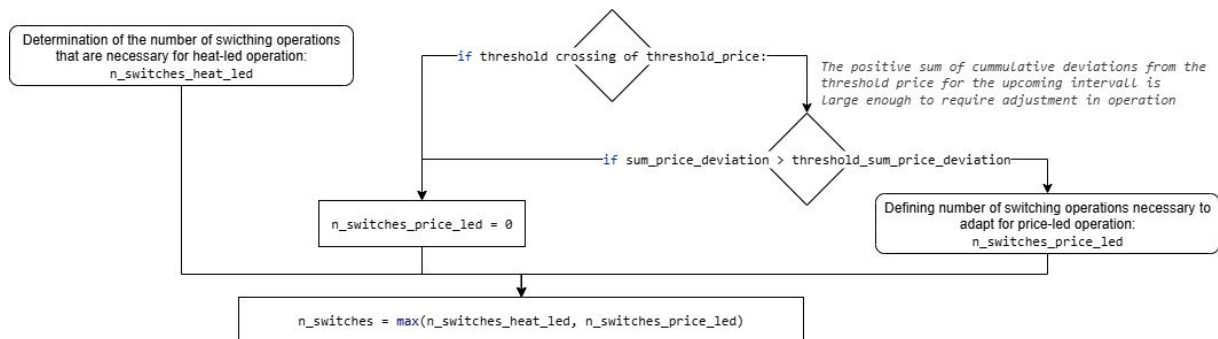 Determination of the number of swicthing operations
that are necessary for heat-led operation:
n_switches_heat_led
if threshold crossing of threshold_price:
The positive sum of cummulative deviations from the
threshold price for the upcoming intervall is
large enough to require adjustment in operation
if sum_price_deviation > threshold_sum_price_deviation
n_switches_price_led = 0
Defining number of switching operations necessary to
adapt for price-led operation:
n_switches_price_led
n_switches = max(n_switches_heat_led, n_switches_price_led)